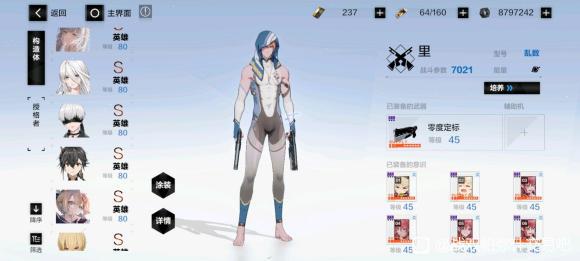 返回
主界面
237
64/160
8797242
构造体
授格者
降序
筛选
S
英雄
等级 80
S
英雄
等级 80
S
英雄
等级 80
S
英雄
等级 80
S
英雄
涂装
详情
里
型号
乱数
战斗参数 7021
能量
培养
已装备的武器
辅助机
零度定标
等级 45
已装备的意识
等级 45
等级 45
等级 45
等级 45
等级 45
等级 45